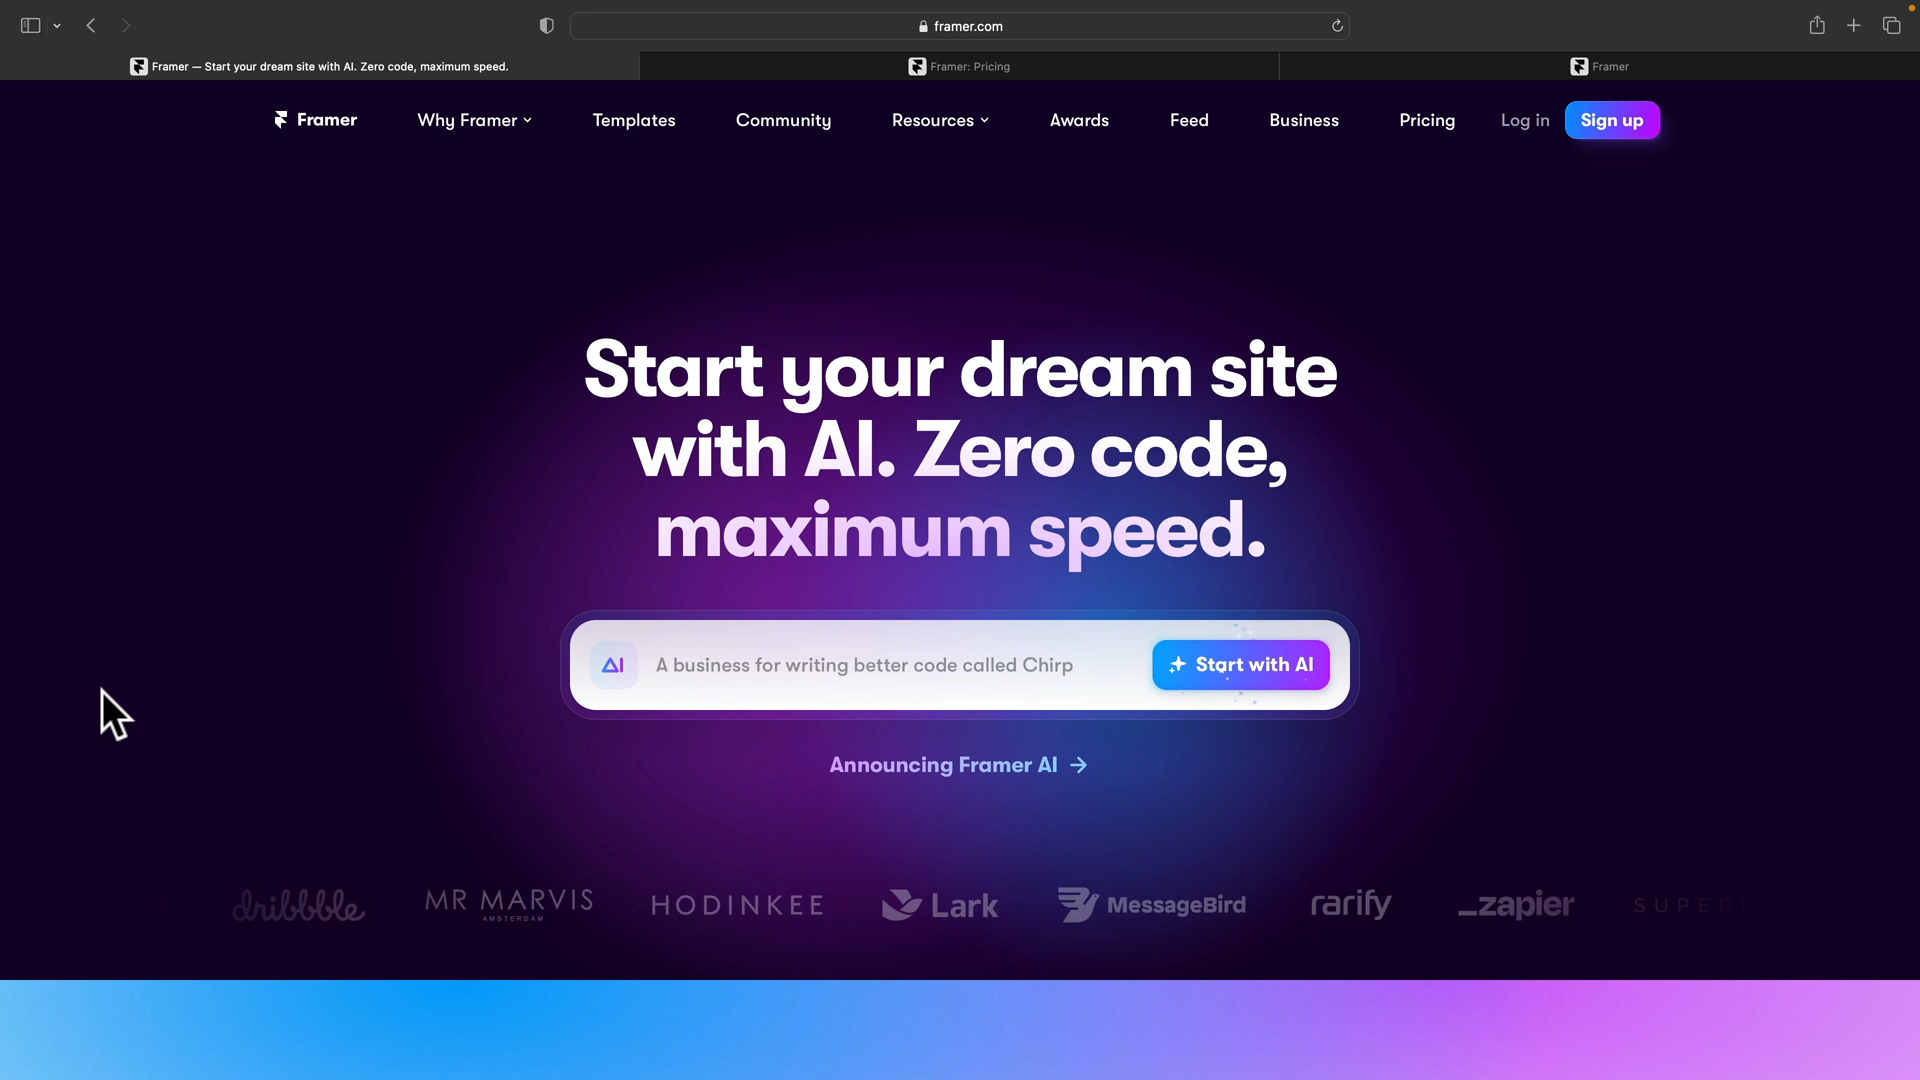 framer.com
Framer — Start your dream site with AI. Zero code, maximum speed.
Framer: Pricing
Framer
Framer
Why Framer
Templates
Community
Resources
Awards
Feed
Business
Pricing
Log in
Sign up
Start your dream site
with AI. Zero code,
maximum speed.
AI
A business for writing better code called Chirp
Start with AI
Announcing Framer AI →
dribbble
MR MARVIS
AMSTERDAM
HODINKEE
Lark
MessageBird
rarify
_zapier